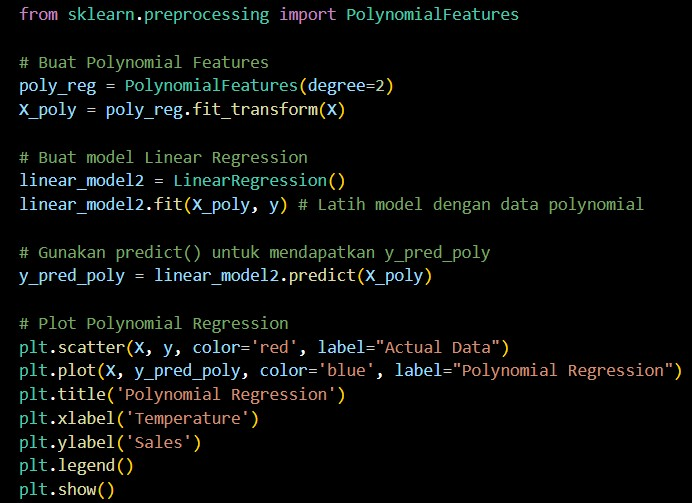 from sklearn.preprocessing import PolynomialFeatures
# Buat Polynomial Features
poly_reg = PolynomialFeatures(degree=2)
X_poly = poly_reg.fit_transform(X)
# Buat model Linear Regression
linear_model2 = LinearRegression()
linear_model2.fit(X_poly, y) # Latih model dengan data polynomial
# Gunakan predict() untuk mendapatkan y_pred_poly
y_pred_poly = linear_model2.predict(X_poly)
# Plot Polynomial Regression
plt.scatter(X, y, color='red', label="Actual Data")
plt.plot(X, y_pred_poly, color='blue', label="Polynomial Regression")
plt.title('Polynomial Regression')
plt.xlabel('Temperature')
plt.ylabel('Sales')
plt.legend()
plt.show()